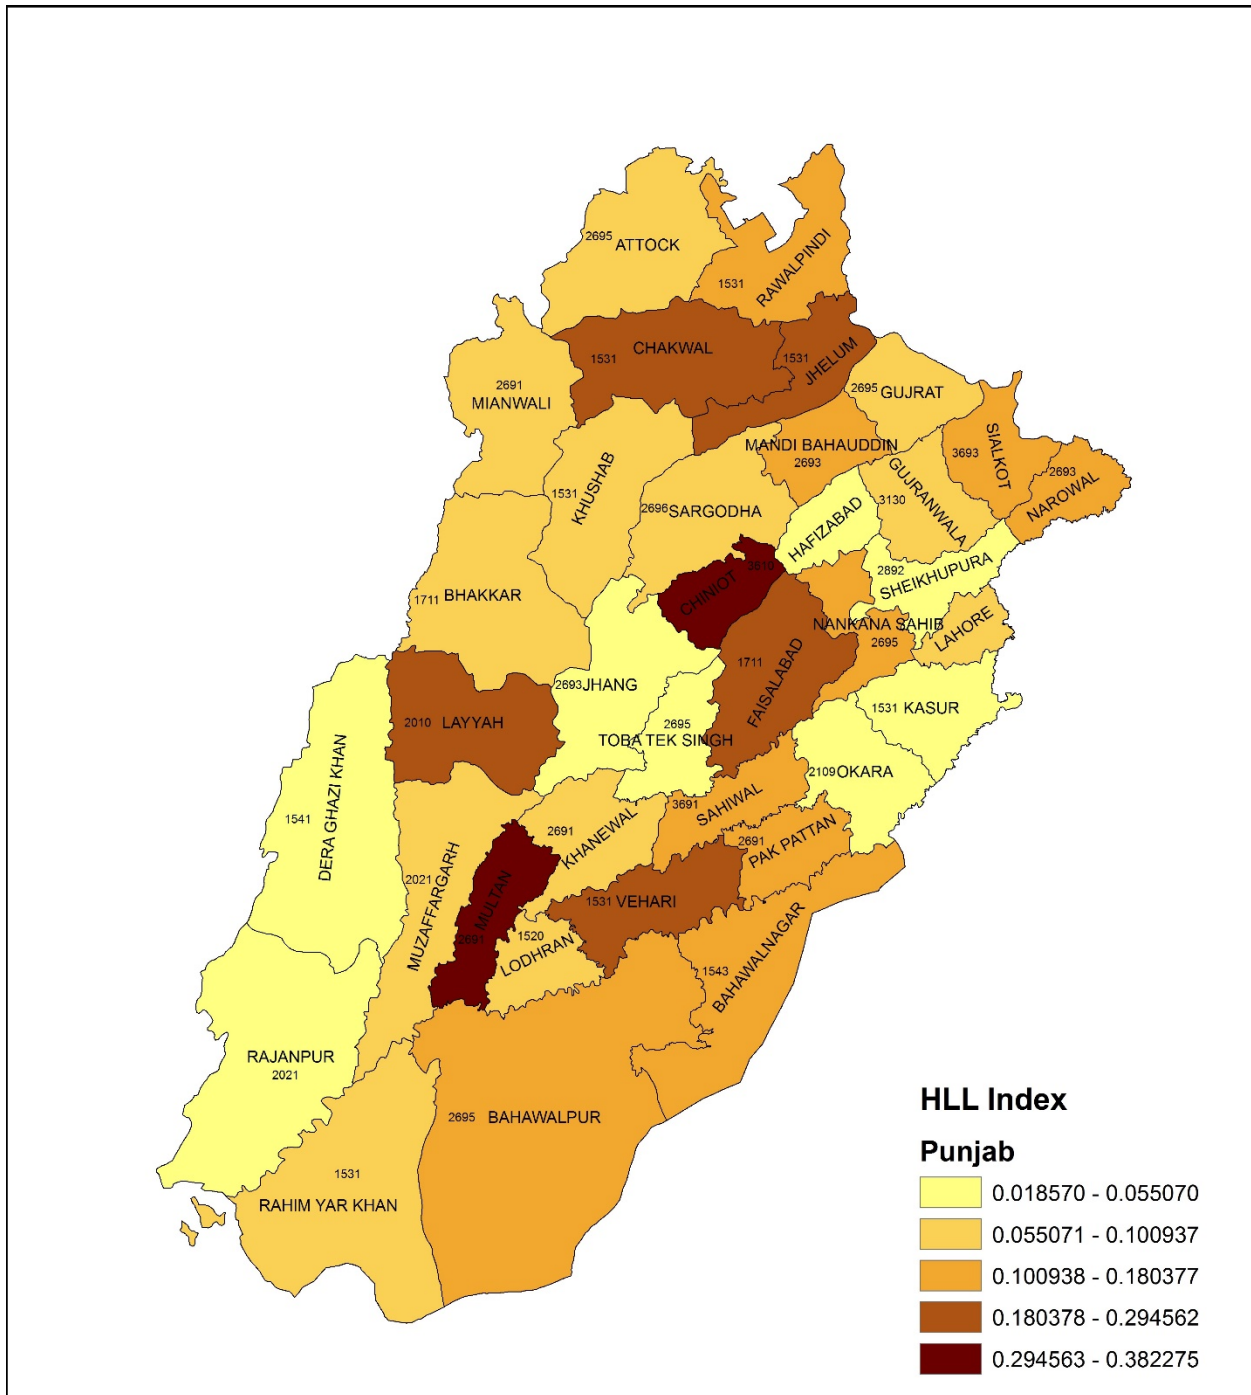 2695
ATTOCK
1531
RAWALPINDI
1531
CHAKWAL
1531
JHELUM
2691
MIANWALI
2695
GUJRAT
MANDI BAHAUDDIN
2693
3693
SIALKOT
2693
NAROWAL
1531
KHUSHAB
2696
SARGODHA
3130
GUJRANWALA
HAFIZABAD
2892
SHEIKHUPURA
3610
CHINIOT
1711
BHAKKAR
NANKANA SAHIB
2695
LAHORE
1711
FAISALABAD
2693
JHANG
2695
TOBA TEK SINGH
1531
KASUR
2010
LAYYAH
2109
OKARA
1541
DERA GHAZI KHAN
3691
SAHIWAL
2691
PAK PATTAN
2691
KHANEWAL
2021
MUZAFFARGARH
2691
MULTAN
1531
VEHARI
1520
LODHRAN
1543
BAHAWALNAGAR
RAJANPUR
2021
2695
BAHAWALPUR
1531
RAHIM YAR KHAN
HLL Index
Punjab
0.018570 - 0.055070
0.055071 - 0.100937
0.100938 - 0.180377
0.180378 - 0.294562
0.294563 - 0.382275